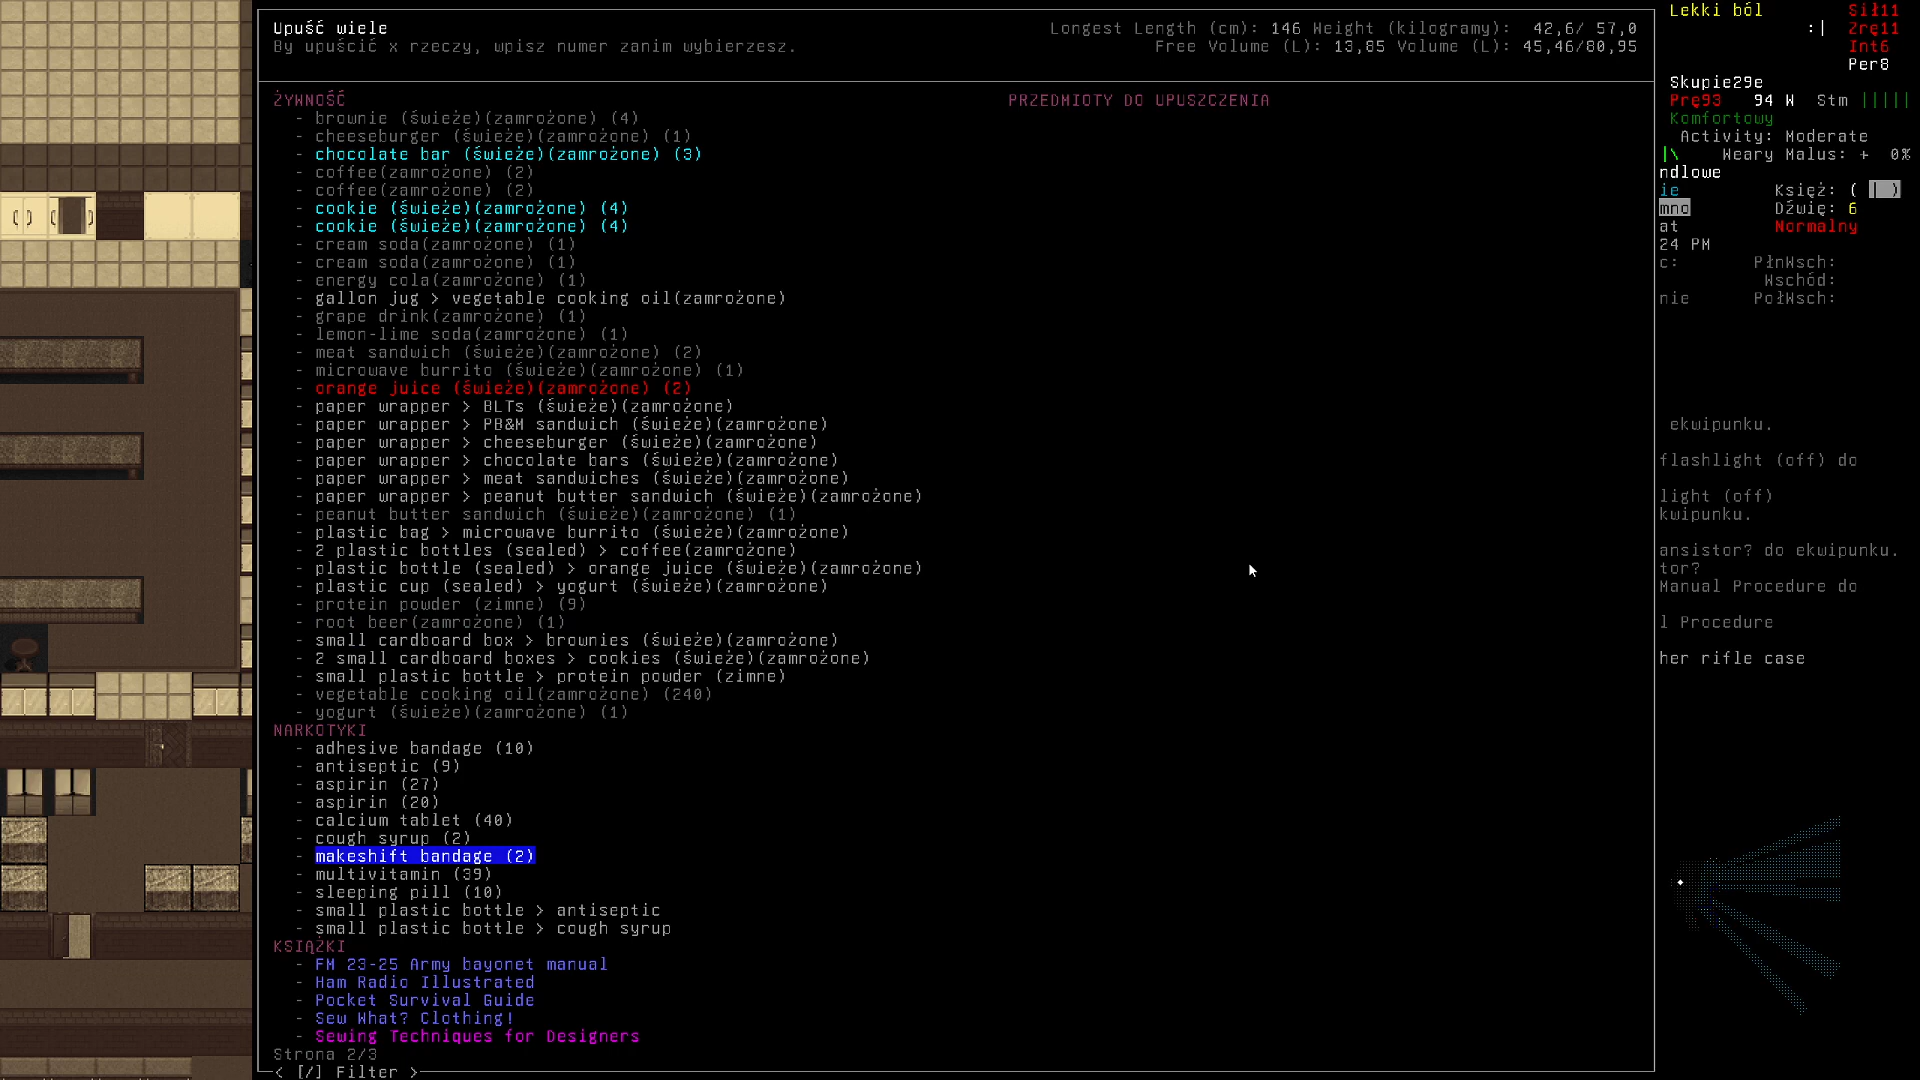 Upuść wiele
By upuścić x rzeczy, wpisz numer zanim wybierzesz.
Longest Length (cm): 146 Height (kilogramy): 42,6/ 57,0
Free Volume (L): 13,85 Volume (L): 45,46/80,95
ŻYWNOŚĆ
- brownie (świeże)(zamrożone) (4)
- cheeseburger (świeże)(zamrożone) (1)
- chocolate bar (świeże)(zamrożone) (3)
- coffee(zamrożone) (2)
- coffee(zamrożone) (2)
- cookie (świeże)(zamrożone) (4)
- cookie (świeże)(zamrożone) (4)
- cream soda(zamrożone) (1)
- cream soda(zamrożone) (1)
- energy cola(zamrożone) (1)
- gallon jug > vegetable cooking oil(zamrożone)
- grape drink(zamrożone) (1)
- lemon-lime soda(zamrożone) (1)
- meat sandwich (świeże)(zamrożone) (2)
- microwave burrito (świeże)(zamrożone) (1)
- orange juice (świeże)(zamrożone) (2)
- paper wrapper > BLTs (świeże)(zamrożone)
- paper wrapper > PB&M sandwich (świeże)(zamrożone)
- paper wrapper > cheeseburger (świeże)(zamrożone)
- paper wrapper > chocolate bars (świeże)(zamrożone)
- paper wrapper > meat sandwiches (świeże)(zamrożone)
- paper wrapper > peanut butter sandwich (świeże)(zamrożone)
- peanut butter sandwich (świeże)(zamrożone) (1)
- plastic bag > microwave burrito (świeże)(zamrożone)
- 2 plastic bottles (sealed) > coffee(zamrożone)
- plastic bottle (sealed) > orange juice (świeże)(zamrożone)
- plastic cup (sealed) > yogurt (świeże)(zamrożone)
- protein powder (zimne) (9)
- root beer(zamrożone) (1)
- small cardboard box > brownies (świeże)(zamrożone)
- 2 small cardboard boxes > cookies (świeże)(zamrożone)
- small plastic bottle > protein powder (zimne)
- vegetable cooking oil(zamrożone) (240)
- yogurt (świeże)(zamrożone) (1)
NARKOTYKI
- adhesive bandage (10)
- antiseptic (9)
- aspirin (27)
- aspirin (20)
- calcium tablet (40)
- cough syrup (2)
- makeshift bandage (2)
- multivitamin (39)
- sleeping pill (10)
- small plastic bottle > antiseptic
- small plastic bottle > cough syrup
KSIĄŻKI
- FM 23-25 Army bayonet manual
- Ham Radio Illustrated
- Pocket Survival Guide
- Sew What? Clothing!
- Sewing Techniques for Designers
Strona 2/3
< [/] Filter >
PRZEDMIOTY DO UPUSZCZENIA
Lekki ból Sił11
:| Zrę11
Int6
Per8
Skupie29e
Prę93 94 W Stm |||||
Komfortowy
Activity: Moderate
|\ Weary Malus: + 0%
ndlowe
ie Księż: ( | )
mno Dźwię: 6
at Normalny
24 PM
c: PłnWsch:
Wschód:
nie PołWsch:
ekwipunku.
flashlight (off) do
light (off)
kwipunku.
ansistor? do ekwipunku.
tor?
Manual Procedure do
l Procedure
her rifle case